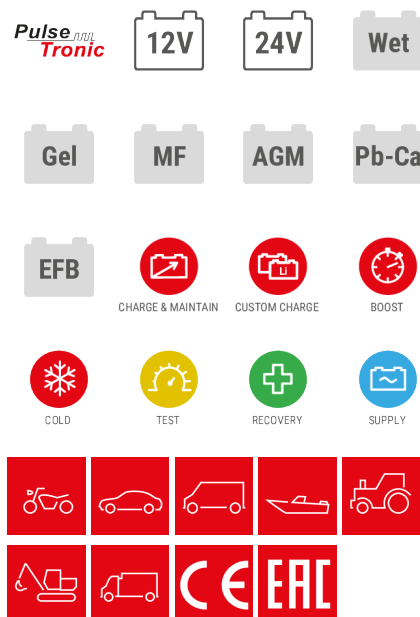 Pulse
Tronic
12V
24V
Wet
Gel
MF
AGM
Pb-Ca
EFB
Li
CHARGE & MAINTAIN
CUSTOM CHARGE
BOOST
COLD
TEST
RECOVERY
SUPPLY
CE
EAC